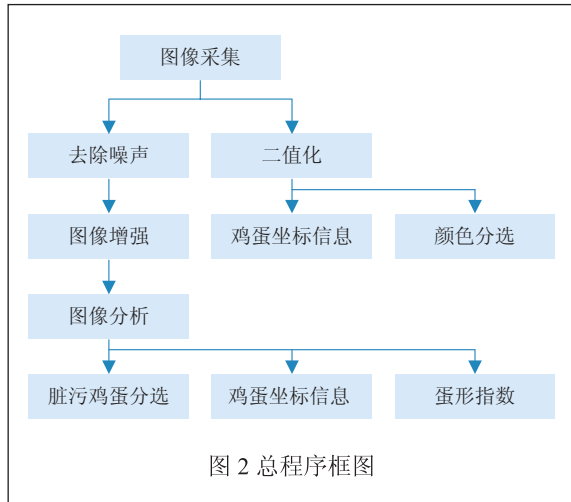 图像采集
去除噪声
二值化
图像增强
鸡蛋坐标信息
颜色分选
图像分析
脏污鸡蛋分选
鸡蛋坐标信息
蛋形指数
图 2 总程序框图